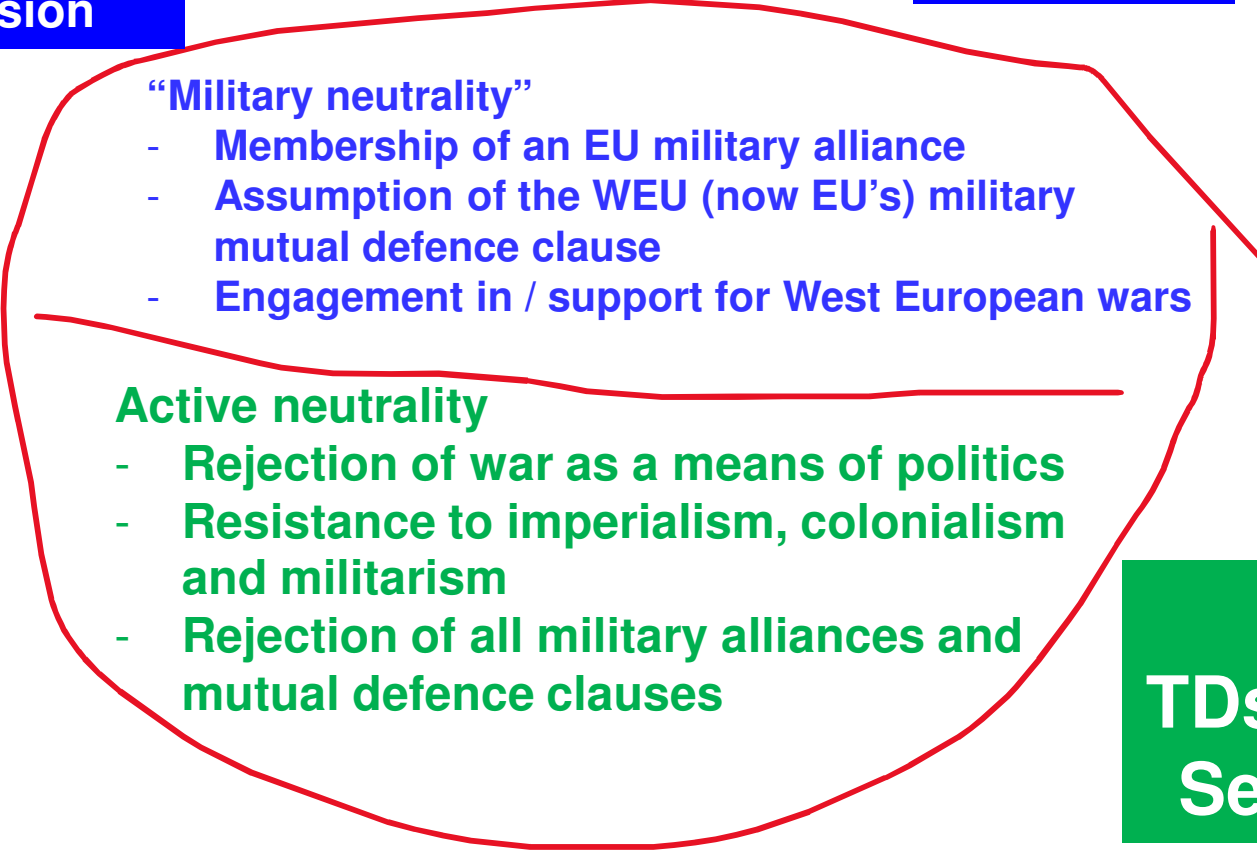 sion
“Military neutrality”
- Membership of an EU military alliance
- Assumption of the WEU (now EU’s) military
mutual defence clause
- Engagement in / support for West European wars
Active neutrality
- Rejection of war as a means of politics
- Resistance to imperialism, colonialism
and militarism
- Rejection of all military alliances and
mutual defence clauses
TDs
Se